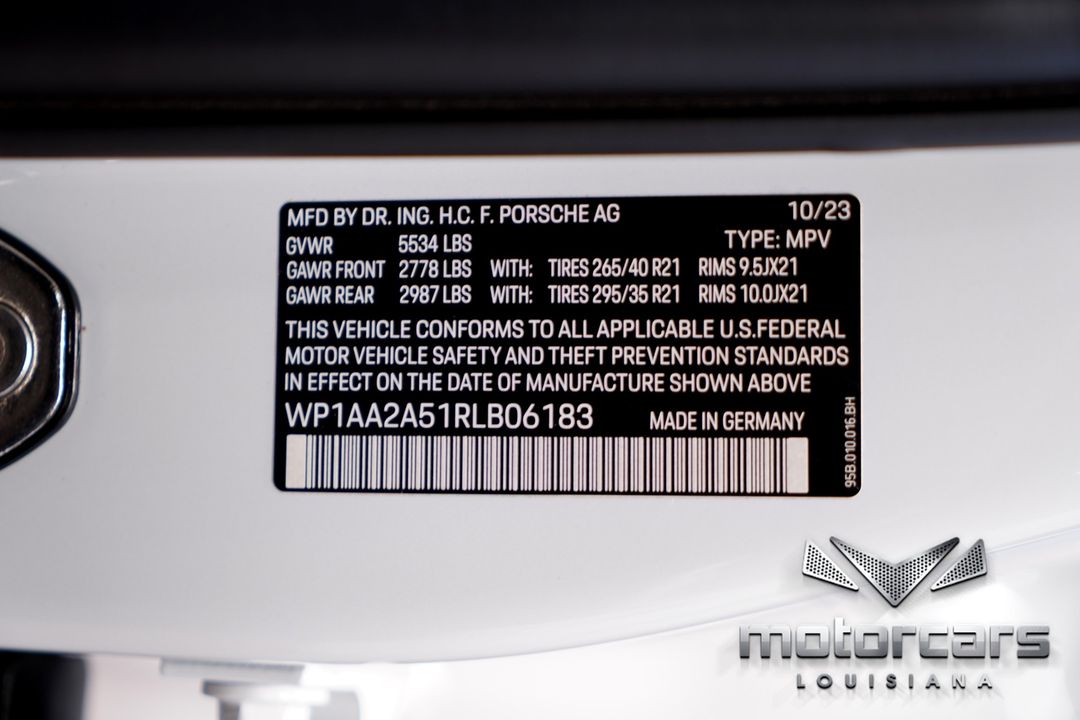 MFD BY DR. ING. H.C. F. PORSCHE AG 10/23
GVWR 5534 LBS TYPE: MPV
GAWR FRONT 2778 LBS WITH: TIRES 265/40 R21 RIMS 9.5JX21
GAWR REAR 2987 LBS WITH: TIRES 295/35 R21 RIMS 10.0JX21
THIS VEHICLE CONFORMS TO ALL APPLICABLE U.S.FEDERAL
MOTOR VEHICLE SAFETY AND THEFT PREVENTION STANDARDS
IN EFFECT ON THE DATE OF MANUFACTURE SHOWN ABOVE
WP1AA2A51RLB06183 MADE IN GERMANY
95B.010.016.BH
motorcars
LOUISIANA